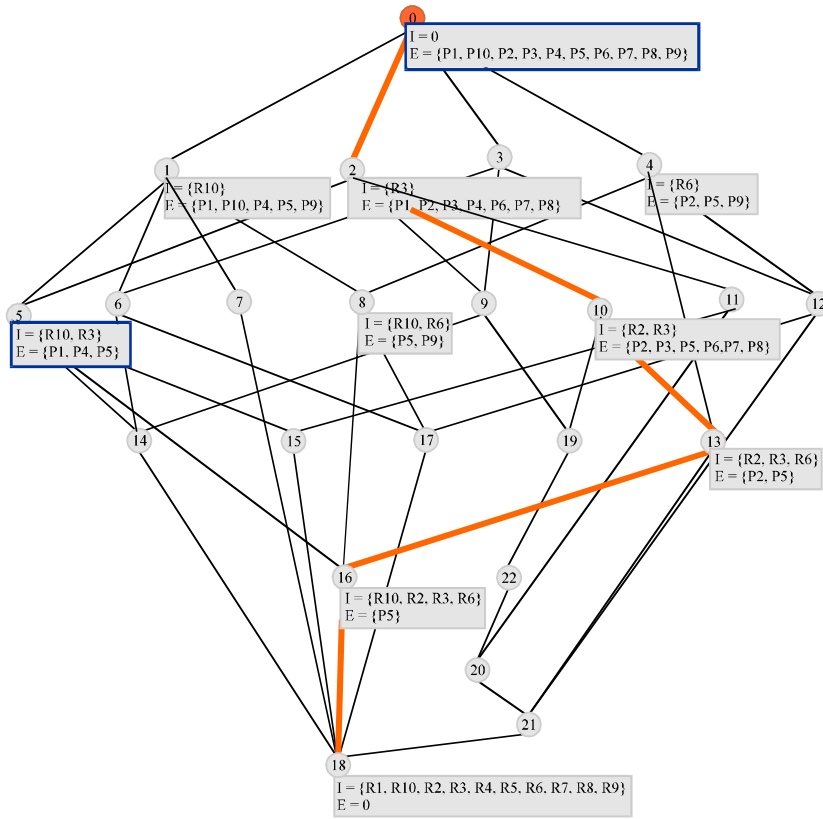 0
I = 0
E = {P1, P10, P2, P3, P4, P5, P6, P7, P8, P9}
1
2
3
4
I = {R10}
E = {P1, P10, P4, P5, P9}
I = {R3}
E = {P1, P2, P3, P4, P6, P7, P8}
I = {R6}
E = {P2, P5, P9}
5
6
7
8
9
10
11
12
I = {R10, R3}
E = {P1, P4, P5}
I = {R10, R6}
E = {P5, P9}
I = {R2, R3}
E = {P2, P3, P5, P6,P7, P8}
14
15
17
19
13
I = {R2, R3, R6}
E = {P2, P5}
16
22
I = {R10, R2, R3, R6}
E = {P5}
20
21
18
I = {R1, R10, R2, R3, R4, R5, R6, R7, R8, R9}
E = 0